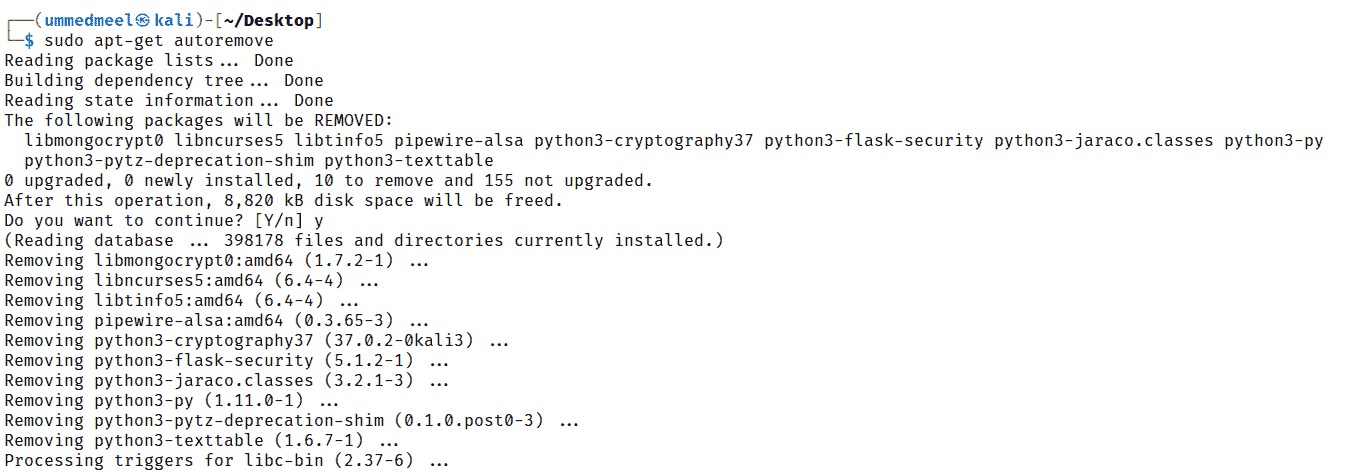 ┌──(ummedmeel㉿kali)-[~/Desktop]
└─$ sudo apt-get autoremove
Reading package lists... Done
Building dependency tree... Done
Reading state information... Done
The following packages will be REMOVED:
  libmongocrypt0 libncurses5 libtinfo5 pipewire-alsa python3-cryptography37 python3-flask-security python3-jaraco.classes python3-py
  python3-pytz-deprecation-shim python3-texttable
0 upgraded, 0 newly installed, 10 to remove and 155 not upgraded.
After this operation, 8,820 kB disk space will be freed.
Do you want to continue? [Y/n] y
(Reading database ... 398178 files and directories currently installed.)
Removing libmongocrypt0:amd64 (1.7.2-1) ...
Removing libncurses5:amd64 (6.4-4) ...
Removing libtinfo5:amd64 (6.4-4) ...
Removing pipewire-alsa:amd64 (0.3.65-3) ...
Removing python3-cryptography37 (37.0.2-0kali3) ...
Removing python3-flask-security (5.1.2-1) ...
Removing python3-jaraco.classes (3.2.1-3) ...
Removing python3-py (1.11.0-1) ...
Removing python3-pytz-deprecation-shim (0.1.0.post0-3) ...
Removing python3-texttable (1.6.7-1) ...
Processing triggers for libc-bin (2.37-6) ...